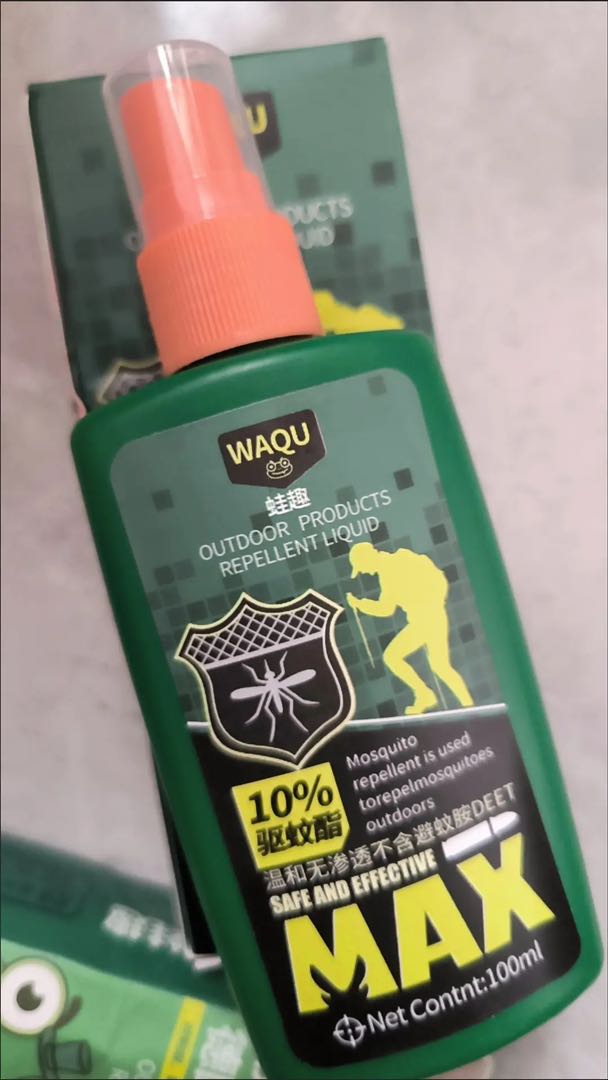 U
DUCTS
UID
WAQU
蛙趣
OUTDOOR PRODUCTS
REPELLENT LIQUID
Mosquito
repellent is used
torepelmosquitoes
outdoors
10%
驱蚊酯
温和无渗透不含避蚊胺DEET
SAFE AND EFFECTIVE
MAX
Net Contnt:100ml